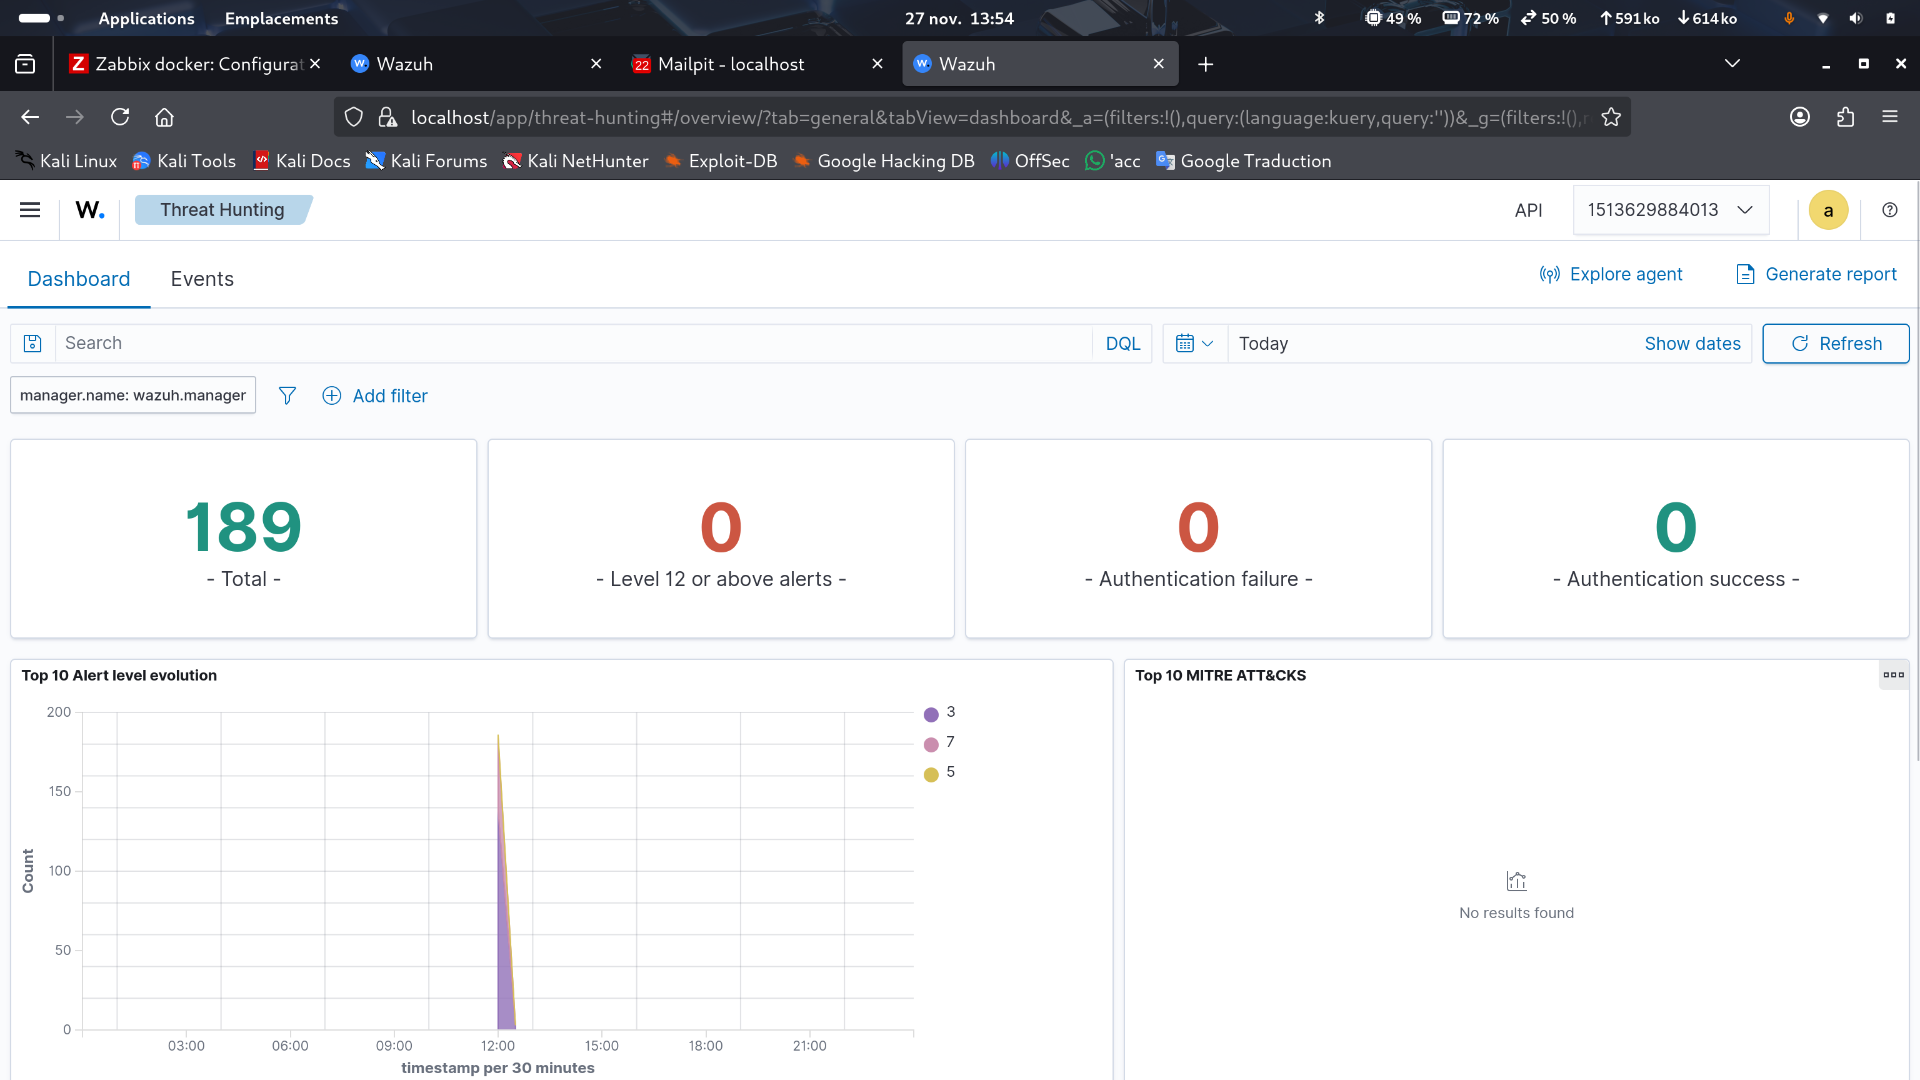 Applications Emplacements 27 nov. 13:54 49 % 72 % 50 % 591 ko 614 ko
Zabbix docker: Configurat Wazuh Mailpit - localhost Wazuh
localhost/app/threat-hunting#/overview/?tab=general&tabView=dashboard&_a=(filters:!(),query:(language:kuery,query:''))&_g=(filters:!(),
Kali Linux Kali Tools Kali Docs Kali Forums Kali NetHunter Exploit-DB Google Hacking DB OffSec 'acc Google Traduction
W. Threat Hunting API 1513629884013 a
Dashboard Events Explore agent Generate report
Search DQL Today Show dates Refresh
manager.name: wazuh.manager Add filter
189 0 0 0
- Total - - Level 12 or above alerts - - Authentication failure - - Authentication success -
Top 10 Alert level evolution Top 10 MITRE ATT&CKS
200
150
100
50
0
Count
3
7
5
No results found
03:00 06:00 09:00 12:00 15:00 18:00 21:00
timestamp per 30 minutes